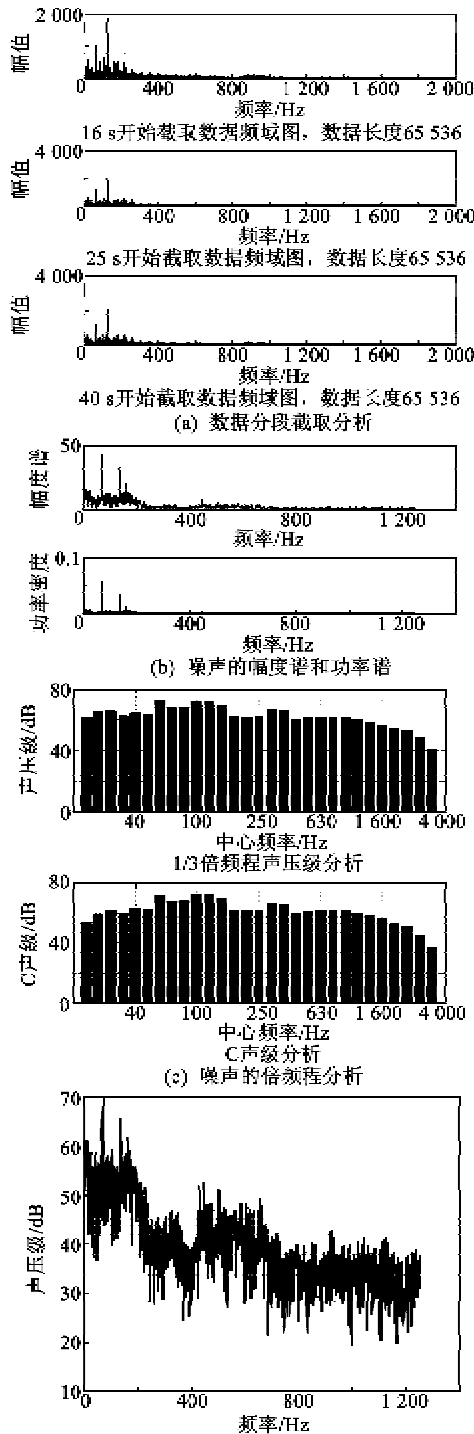 2 000
幅值
0 400 800 1 200 1 600 2 000
频率/Hz
16 s开始截取数据频域图，数据长度65 536
4 000
幅值
0 400 800 1 200 1 600 2 000
频率/Hz
25 s开始截取数据频域图，数据长度65 536
4 000
幅值
0 400 800 1 200 1 600 2 000
频率/Hz
40 s开始截取数据频域图，数据长度65 536
(a) 数据分段截取分析
50
幅度谱
0 400 800 1 200
频率/Hz
0.1
功率密度
0 400 800 1 200
频率/Hz
(b) 噪声的幅度谱和功率谱
80
声压级/dB
40
0
40 100 250 630 1 600 4 000
中心频率/Hz
1/3倍频程声压级分析
80
C声级/dB
40
0
40 100 250 630 1 600 4 000
中心频率/Hz
C声级分析
(c) 噪声的倍频程分析
70
60
50
声压级/dB
40
30
20
10
0 400 800 1 200
频率/Hz